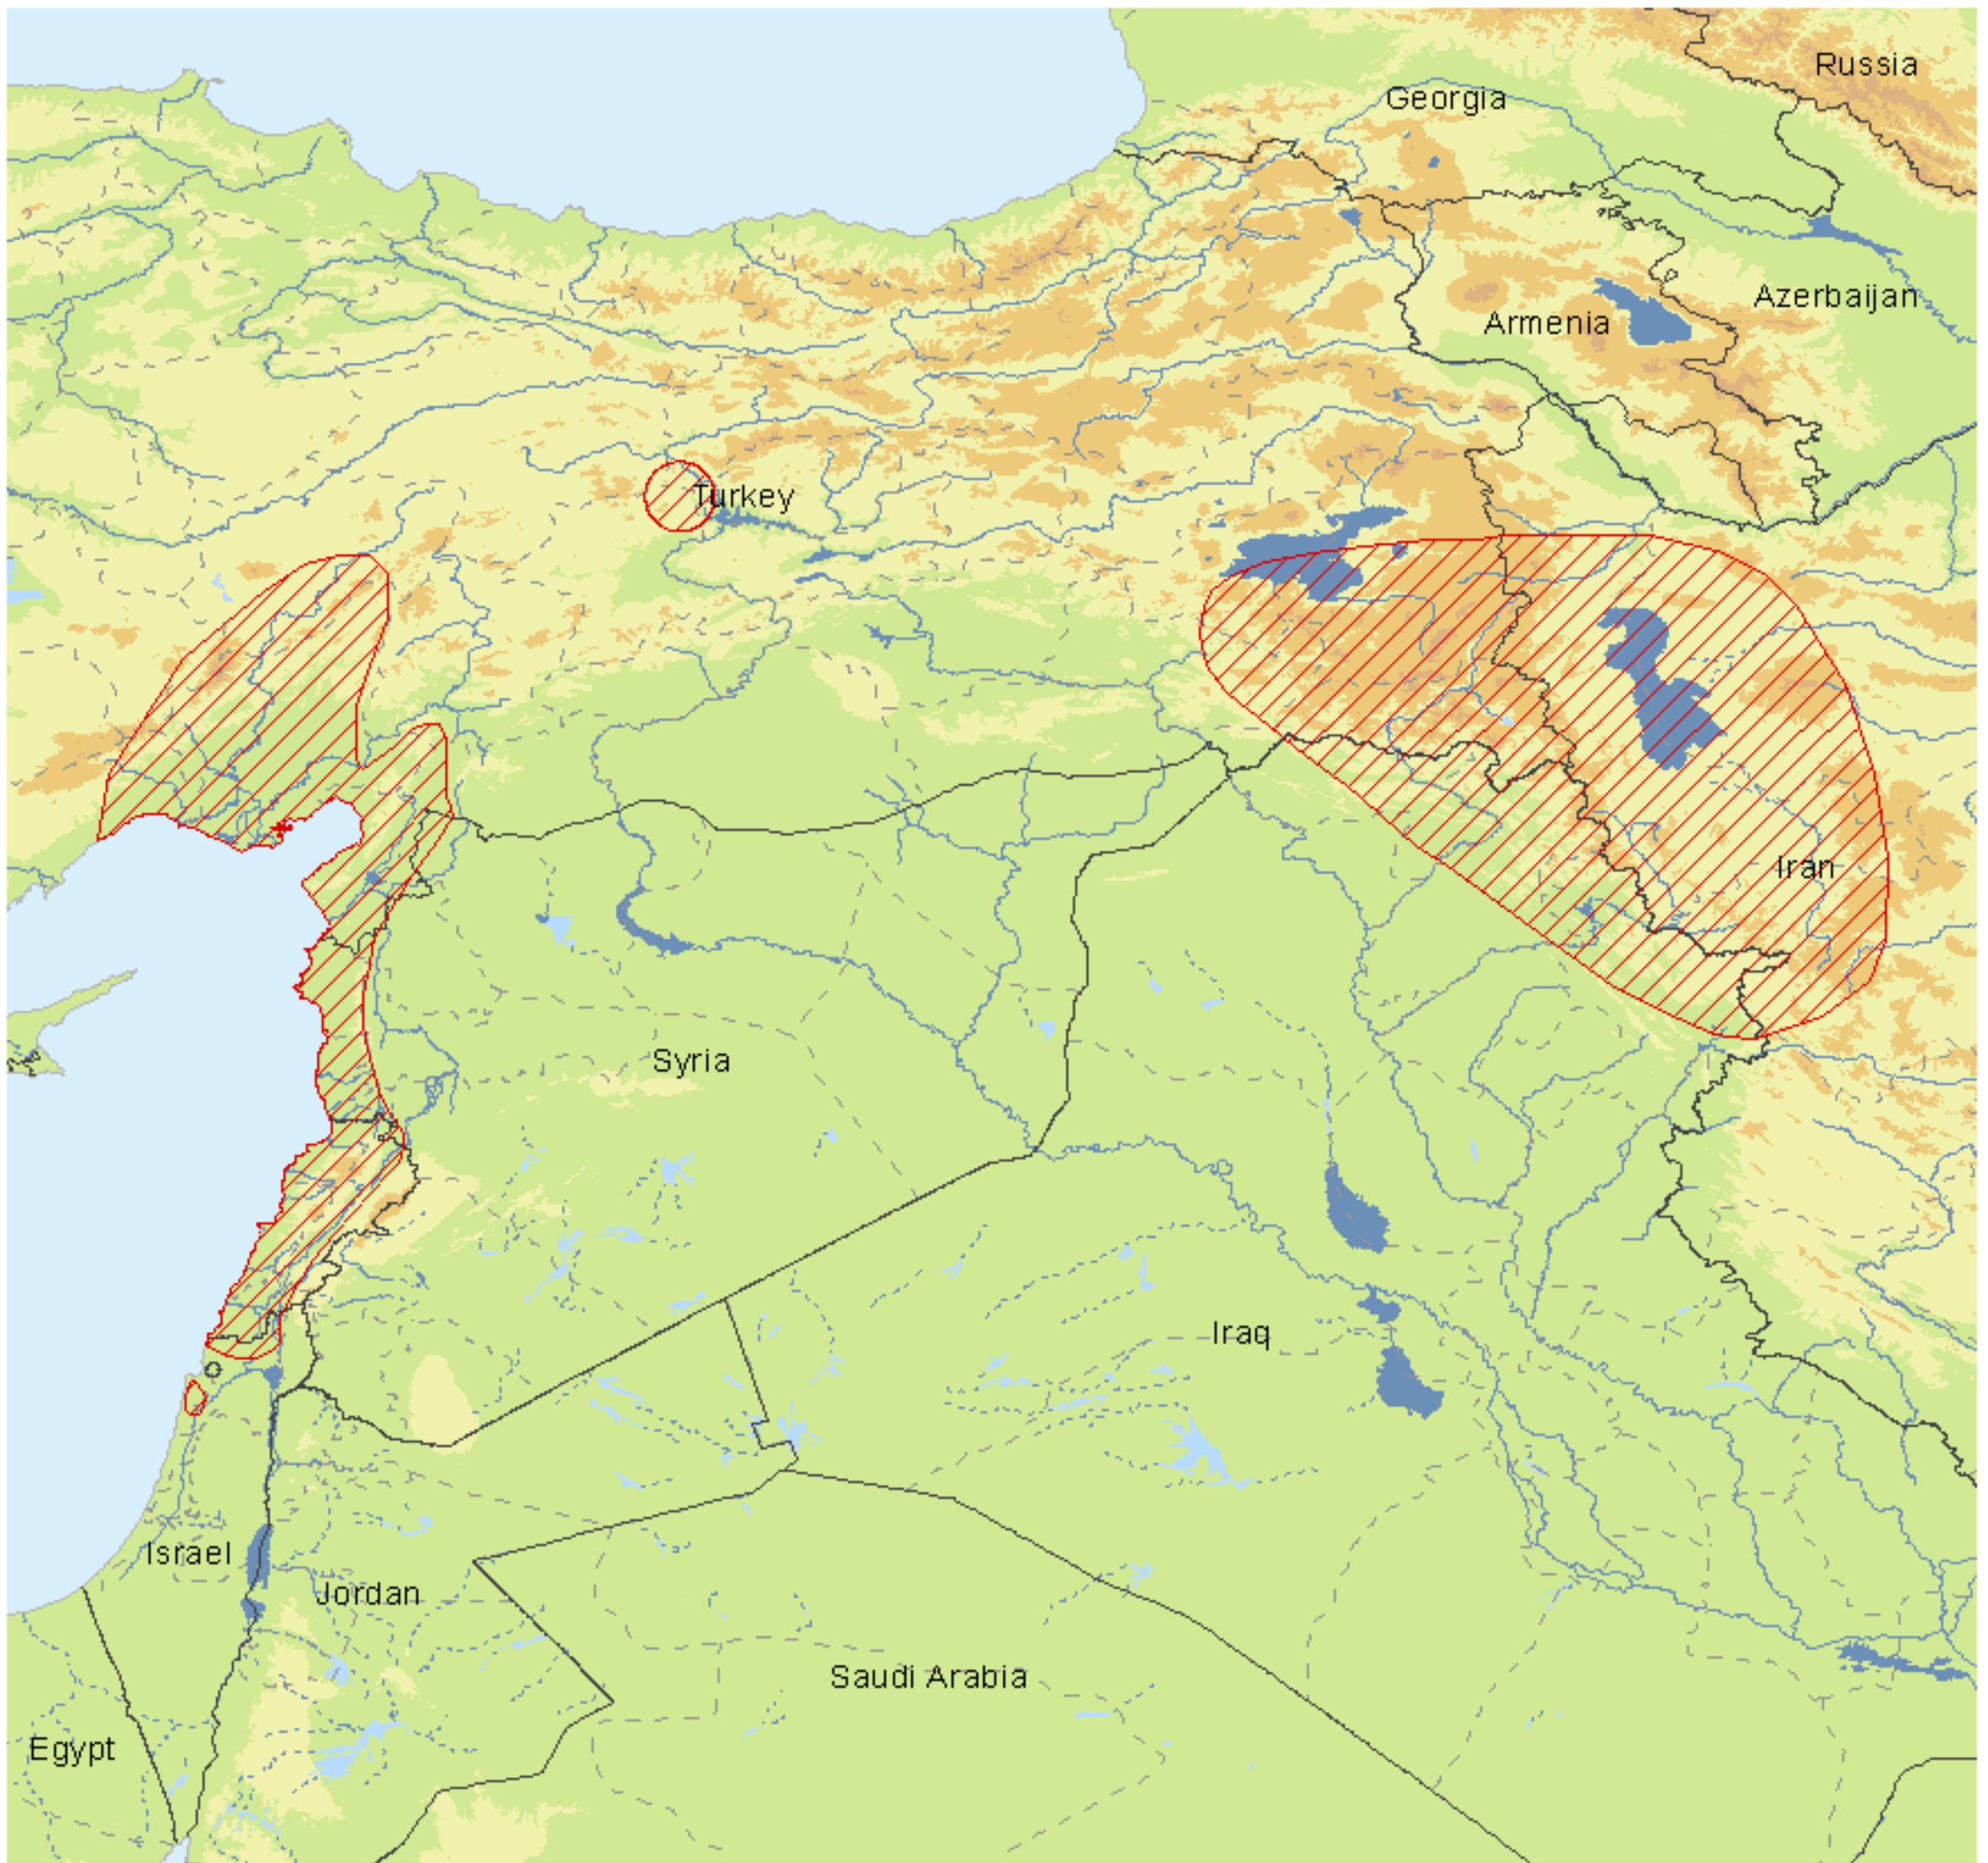 Russia
Georgia
Azerbaijan
Armenia
Turkey
Iran
Syria
Iraq
Israel
Jordan
Saudi Arabia
Egypt